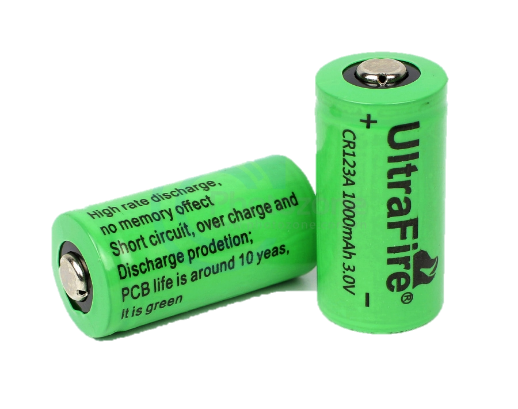 High rate discharge,
no memory offect
Short circuit, over charge and
Discharge prodetion;
PCB life is around 10 yeas,
It is green
+
UltraFire®
CR123A 1000mAh 3.0V
-